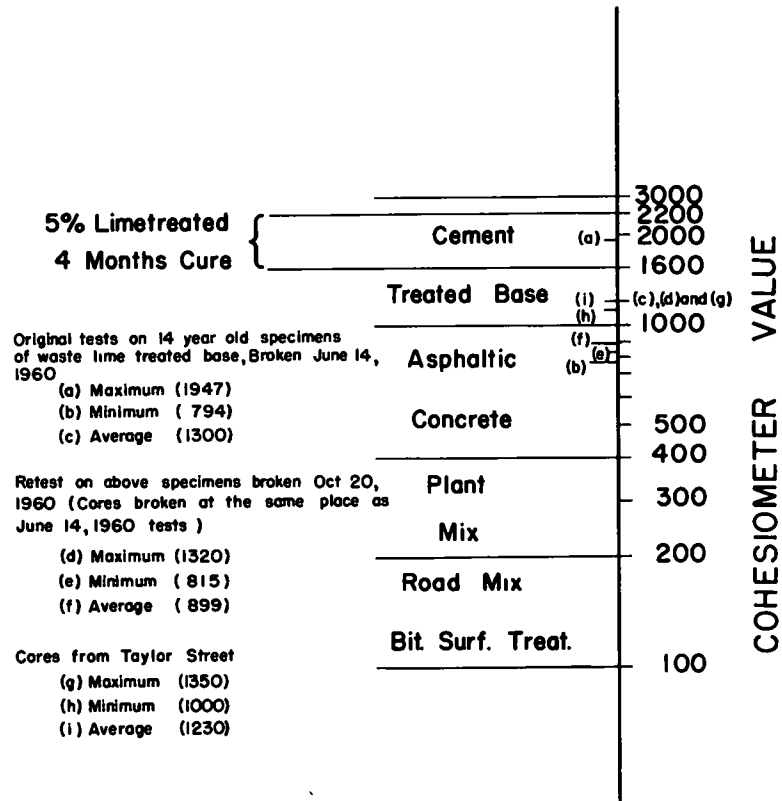 3000
2200
5% Limetreated
4 Months Cure
Cement
(a)
2000
1600
Treated Base
(i)
(c),(d) and (g)
(h)
1000
Original tests on 14 year old specimens
of waste lime treated base, Broken June 14,
1960
(a) Maximum (1947)
(b) Minimum ( 794)
(c) Average (1300)
Asphaltic
(f)
(e)
(b)
Concrete
500
400
Retest on above specimens broken Oct 20,
1960 (Cores broken at the same place as
June 14, 1960 tests )
(d) Maximum (1320)
(e) Minimum ( 815)
(f) Average ( 899)
Plant
300
Mix
200
Road Mix
Bit. Surf. Treat.
100
Cores from Taylor Street
(g) Maximum (1350)
(h) Minimum (1000)
(i) Average (1230)
COHESIOMETER VALUE